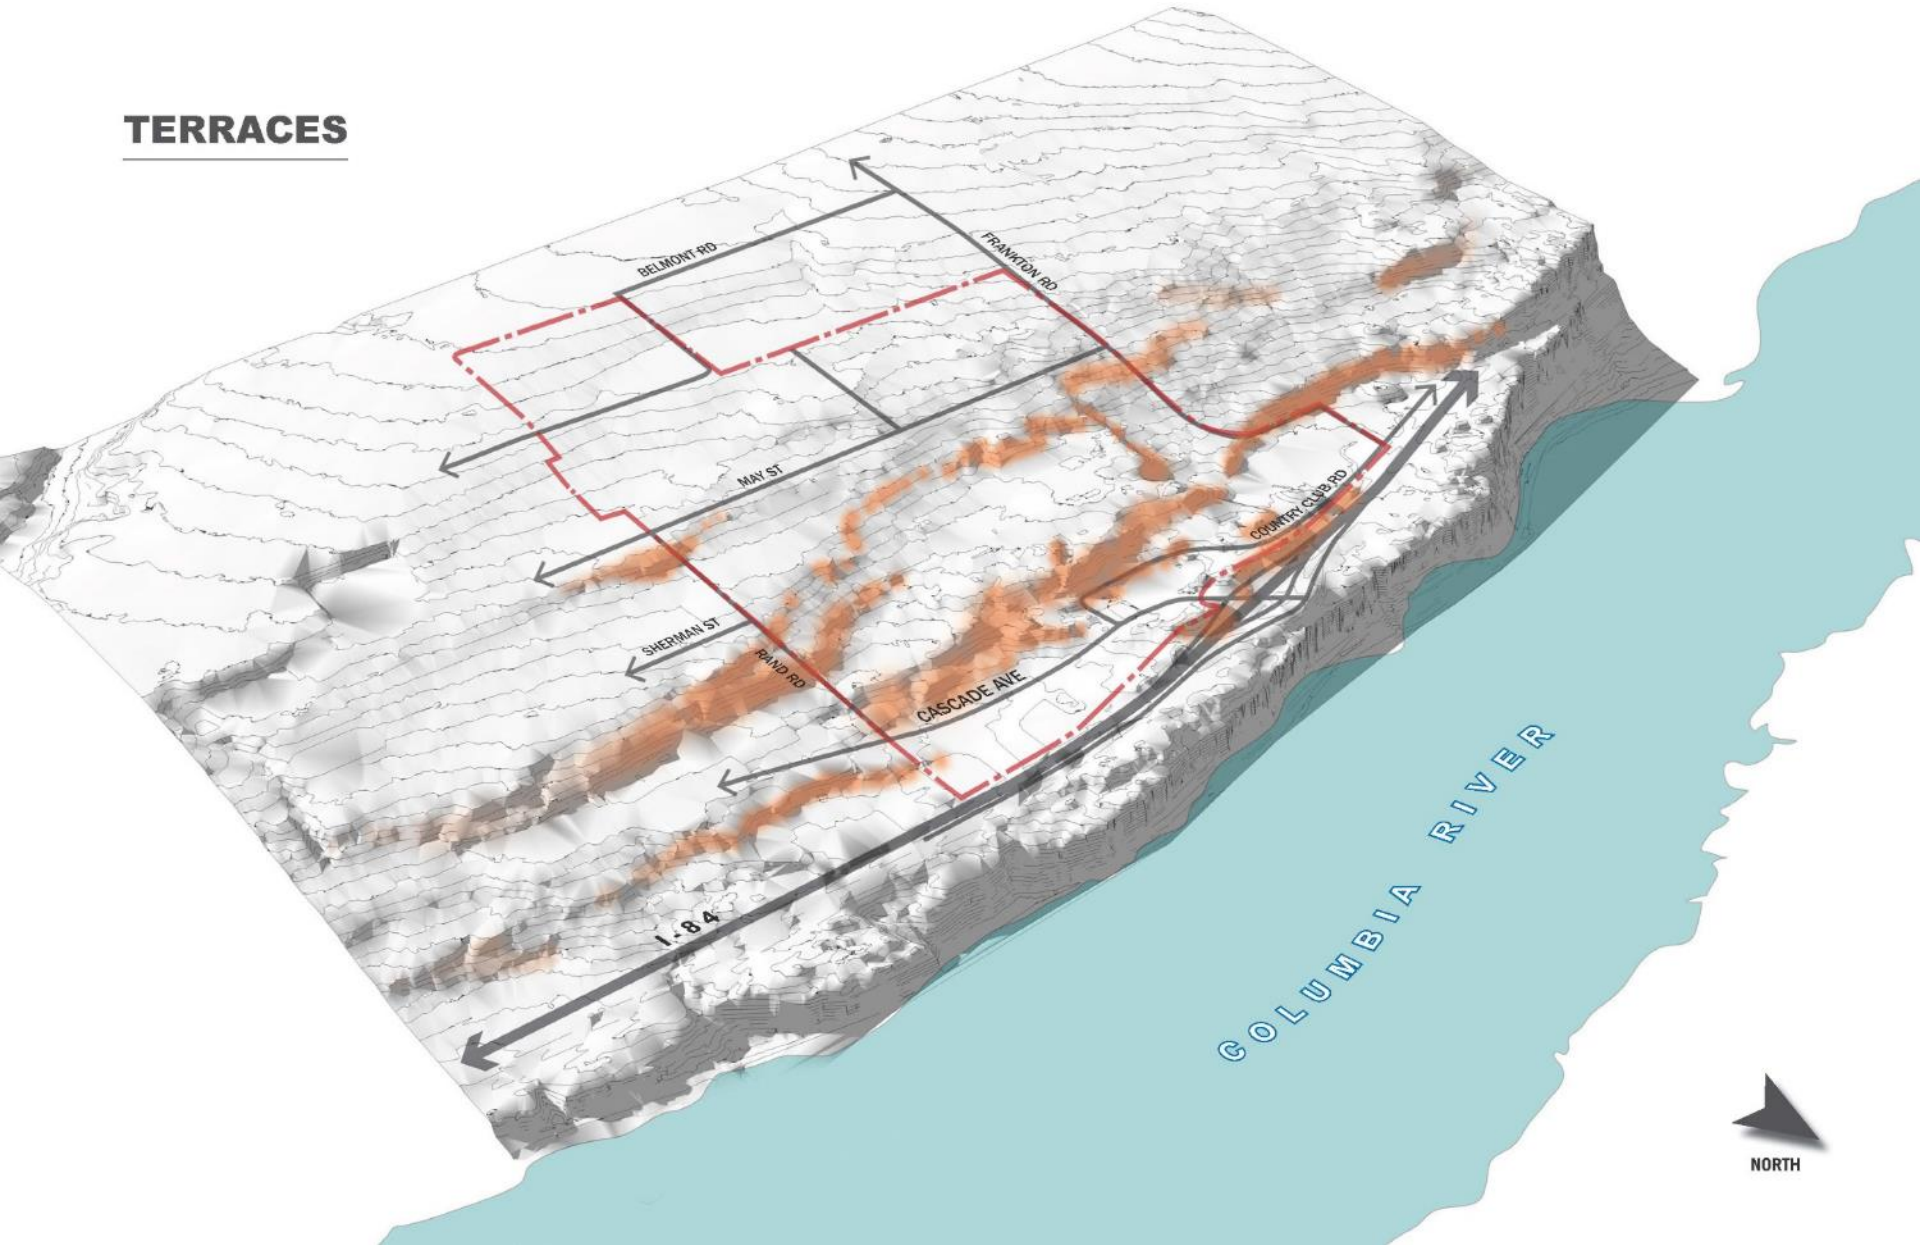 TERRACES
BELMONT RD
FRANKTON RD
MAY ST
COUNTRY CLUB RD
SHERMAN ST
RAND RD
CASCADE AVE
I-84
COLUMBIA RIVER
NORTH